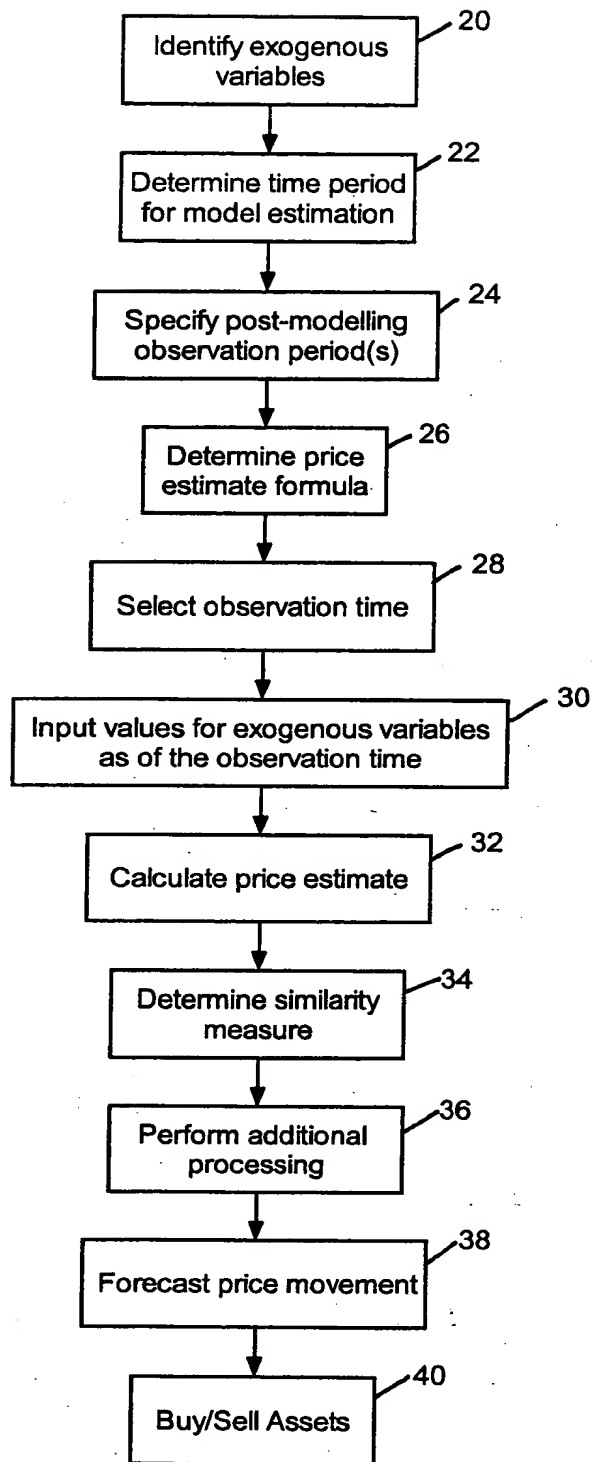 20
Identify exogenous
variables
22
Determine time period
for model estimation
24
Specify post-modelling
observation period(s)
26
Determine price
estimate formula
28
Select observation time
30
Input values for exogenous variables
as of the observation time
32
Calculate price estimate
34
Determine similarity
measure
36
Perform additional
processing
38
Forecast price movement
40
Buy/Sell Assets